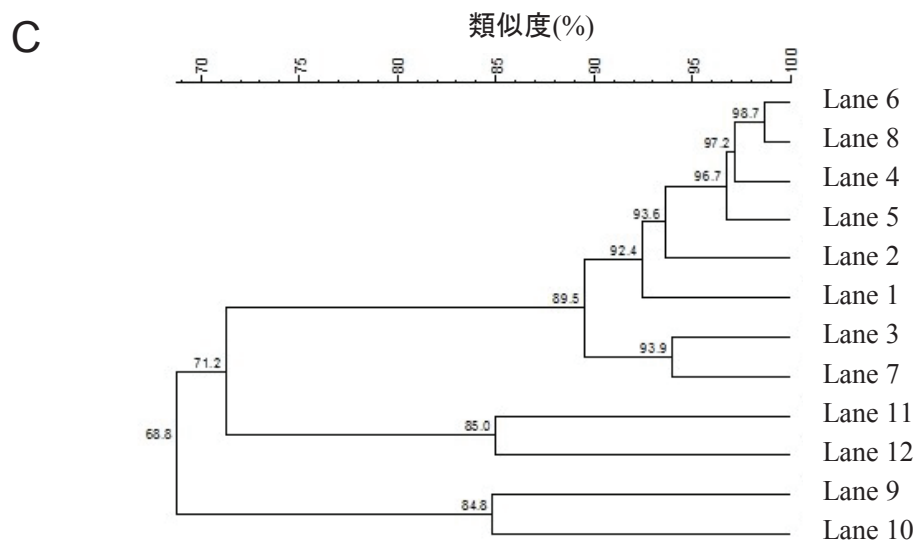 C
類似度(%)
70 75 80 85 90 95 100
Lane 6
98.7
Lane 8
97.2
Lane 4
96.7
Lane 5
93.6
Lane 2
92.4
Lane 1
89.5
Lane 3
93.9
Lane 7
71.2
Lane 11
85.0
Lane 12
68.8
Lane 9
84.8
Lane 10